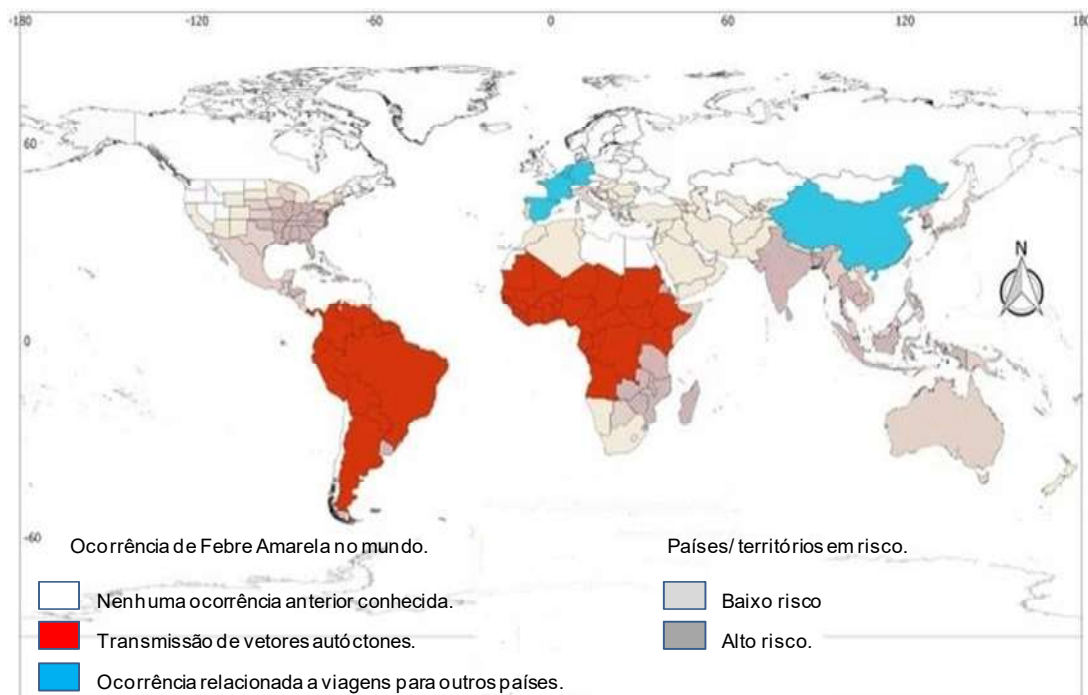 -180 -120 -60 0 60 120 180
60
N
0
-60
Ocorrência de Febre Amarela no mundo.
Países/ territórios em risco.
Nenhuma ocorrência anterior conhecida.
Baixo risco
Transmissão de vetores autóctones.
Alto risco.
Ocorrência relacionada a viagens para outros países.